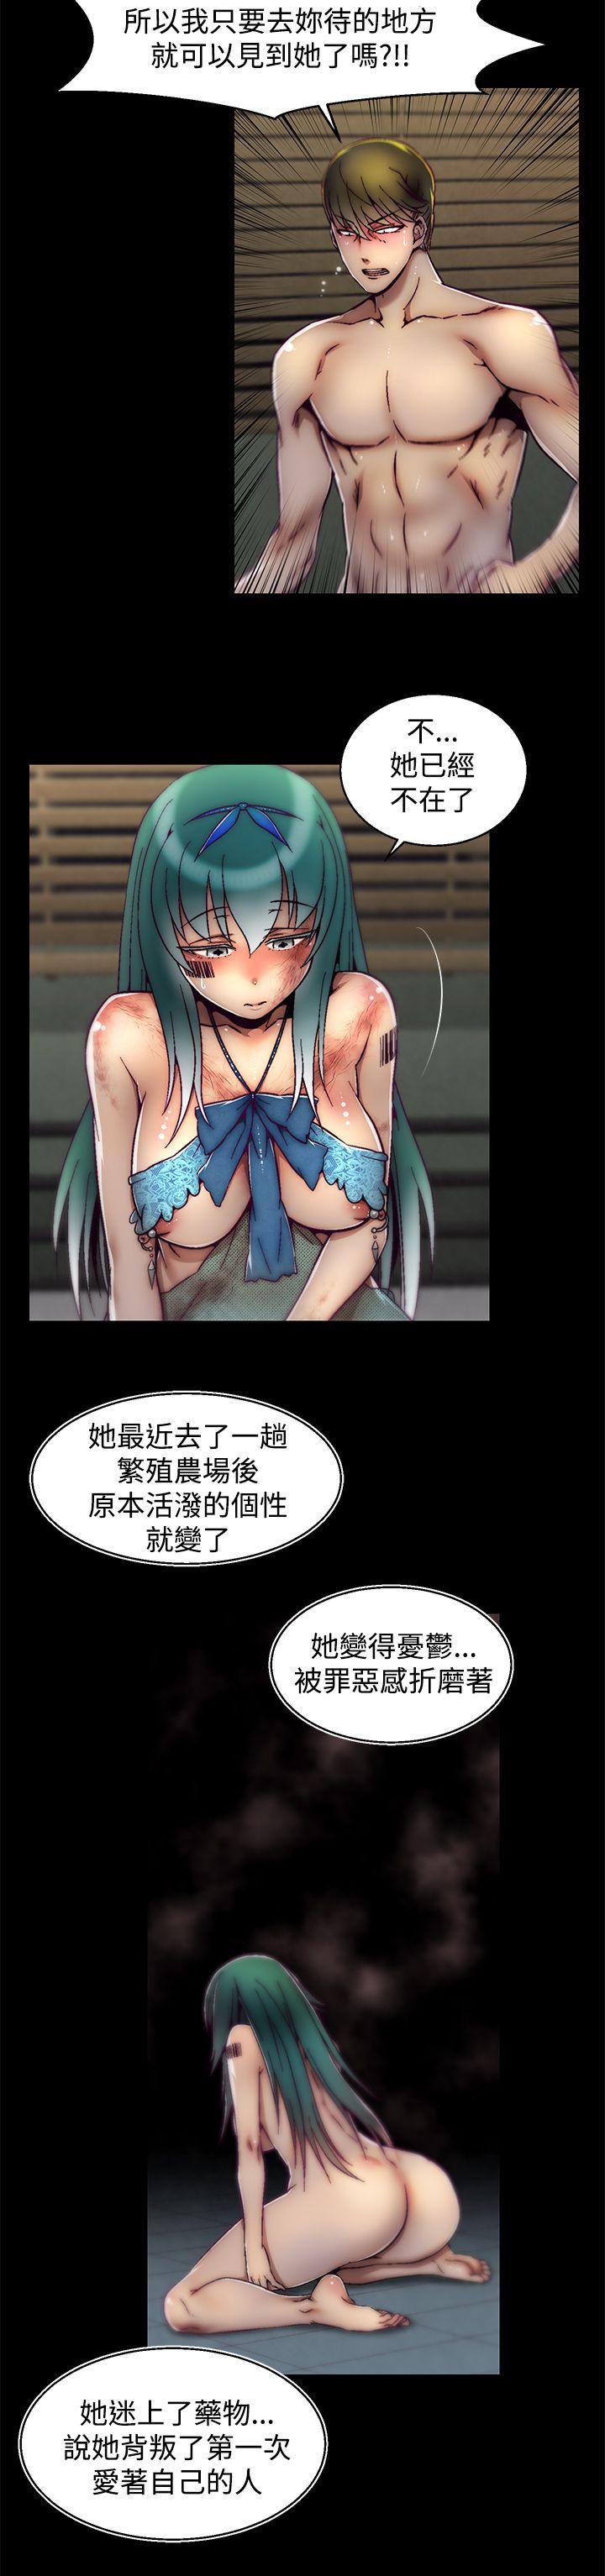 所以我只要去妳待的地方
就可以見到她了嗎?!!
不...
她已經
不在了
她最近去了一趟
繁殖農場後
原本活潑的個性
就變了
她變得憂鬱...
被罪惡感折磨著
她迷上了藥物...
說她背叛了第一次
愛著自己的人